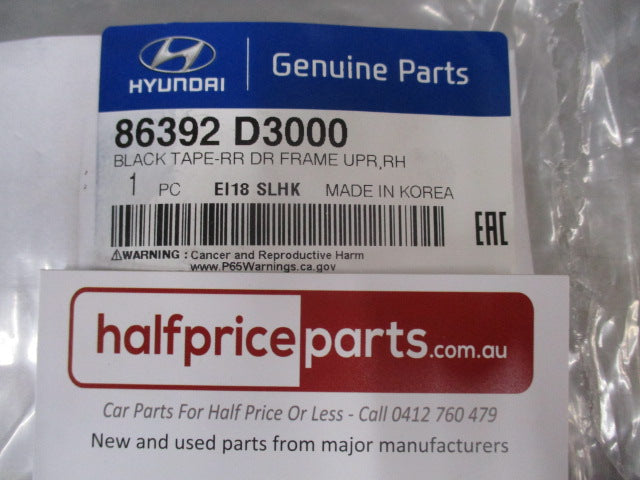 HYUNDAI
Genuine Parts
86392 D3000
BLACK TAPE-RR DR FRAME UPR,RH
1 PC EI18 SLHK MADE IN KOREA
EAC
⚠WARNING : Cancer and Reproductive Harm
www.P65Warnings.ca.gov
halfpriceparts.com.au
Car Parts For Half Price Or Less - Call 0412 760 479
New and used parts from major manufacturers